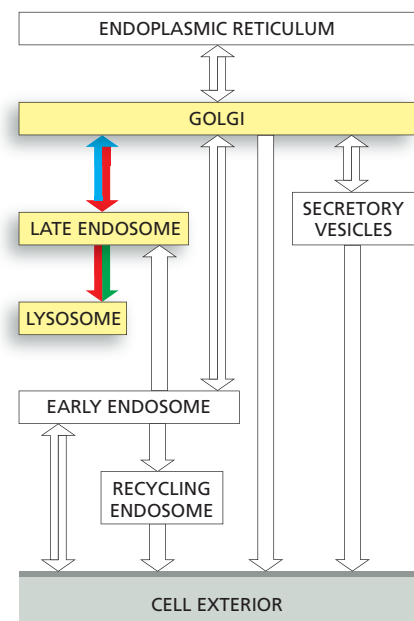 ENDOPLASMIC RETICULUM
GOLGI
LATE ENDOSOME
SECRETORY
VESICLES
LYSOSOME
EARLY ENDOSOME
RECYCLING
ENDOSOME
CELL EXTERIOR